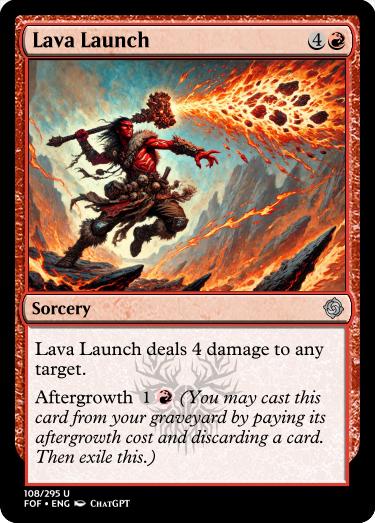 Lava Launch 4
Sorcery
Lava Launch deals 4 damage to any
target.
Aftergrowth 1 (You may cast this
card from your graveyard by paying its
aftergrowth cost and discarding a card.
Then exile this.)
108/295 U
FOF • ENG ChatGPT